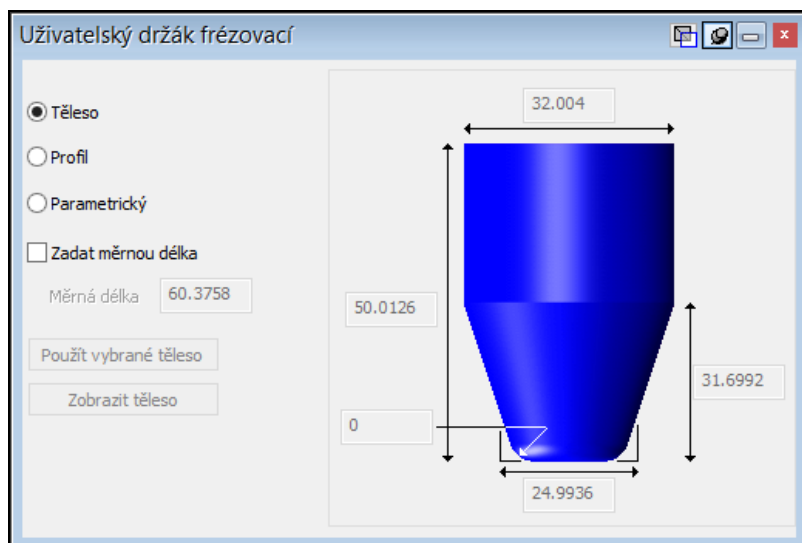 Uživatelský držák frézovací
Těleso
Profil
Parametrický
Zadat měrnou délka
Měrná délka 60.3758
Použít vybrané těleso
Zobrazit těleso
32.004
50.0126
31.6992
0
24.9936